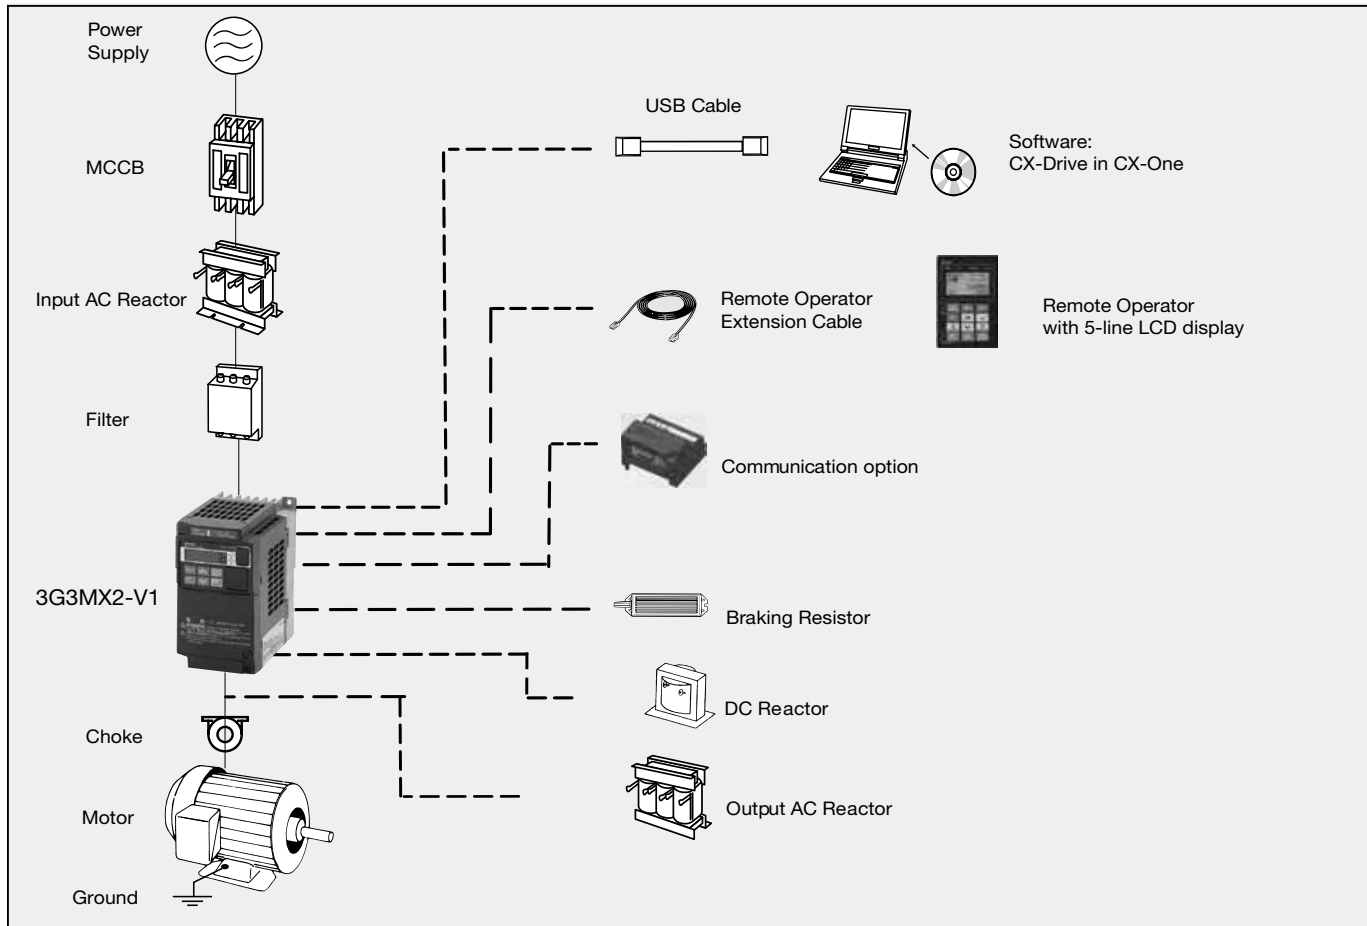 Power
Supply
MCCB
Input AC Reactor
Filter
3G3MX2-V1
Choke
Motor
Ground
USB Cable
Software:
CX-Drive in CX-One
Remote Operator
Extension Cable
Remote Operator
with 5-line LCD display
Communication option
Braking Resistor
DC Reactor
Output AC Reactor